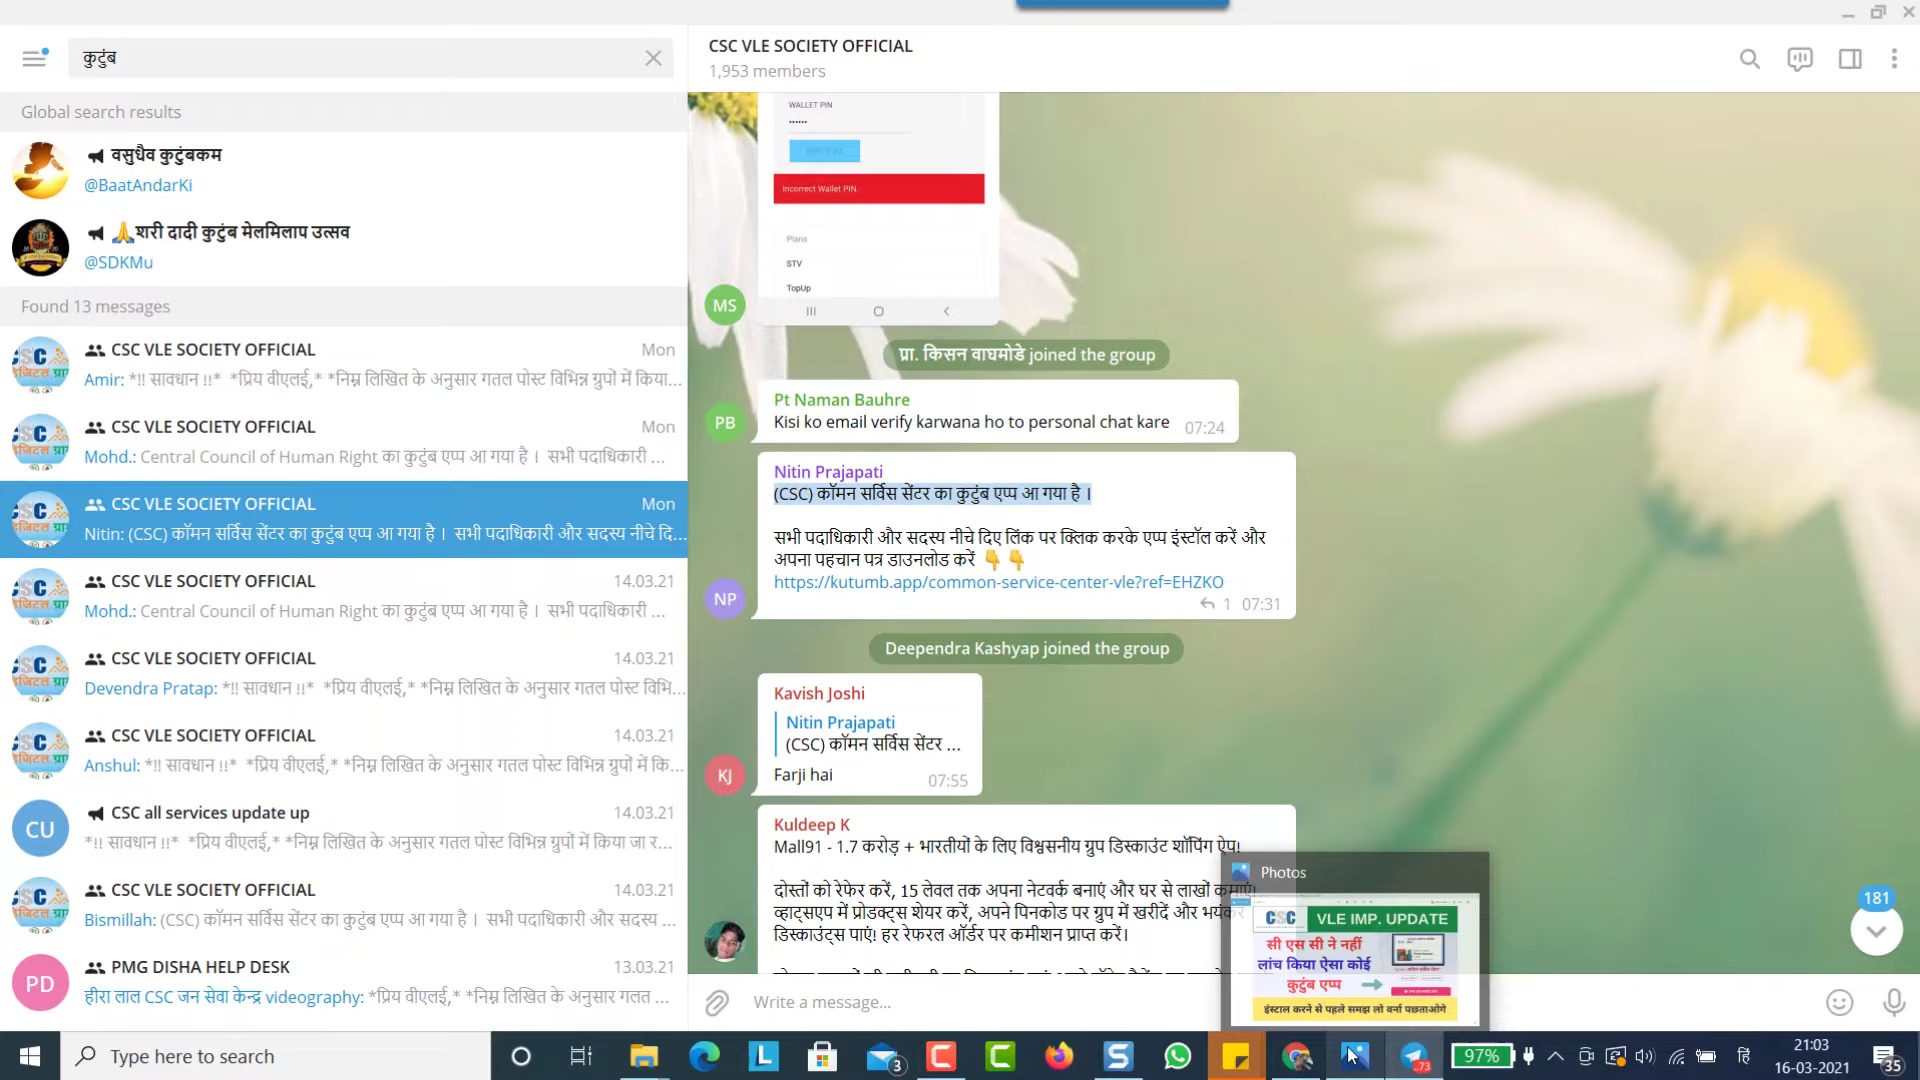 कुटुंब
Global search results
वसुधैव कुटुंबकम
@BaatAndarKi
🙏शरी दादी कुटुंब मेलमिलाप उत्सव
@SDKMu
Found 13 messages
CSC VLE SOCIETY OFFICIAL Mon
Amir: *!! सावधान !!* *प्रिय वीएलई,* *निम्न लिखित के अनुसार गतल पोस्ट विभिन्न ग्रुपों में किया...
CSC VLE SOCIETY OFFICIAL Mon
Mohd.: Central Council of Human Right का कुटुंब एप्प आ गया है । सभी पदाधिकारी ...
CSC VLE SOCIETY OFFICIAL Mon
Nitin: (CSC) कॉमन सर्विस सेंटर का कुटुंब एप्प आ गया है । सभी पदाधिकारी और सदस्य नीचे दि...
CSC VLE SOCIETY OFFICIAL 14.03.21
Mohd.: Central Council of Human Right का कुटुंब एप्प आ गया है । सभी पदाधिकारी ...
CSC VLE SOCIETY OFFICIAL 14.03.21
Devendra Pratap: *!! सावधान !!* *प्रिय वीएलई,* *निम्न लिखित के अनुसार गतल पोस्ट विभि...
CSC VLE SOCIETY OFFICIAL 14.03.21
Anshul: *!! सावधान !!* *प्रिय वीएलई,* *निम्न लिखित के अनुसार गतल पोस्ट विभिन्न ग्रुपों में कि...
CU CSC all services update up 14.03.21
*!! सावधान !!* *प्रिय वीएलई,* *निम्न लिखित के अनुसार गतल पोस्ट विभिन्न ग्रुपों में किया जा र...
CSC VLE SOCIETY OFFICIAL 14.03.21
Bismillah: (CSC) कॉमन सर्विस सेंटर का कुटुंब एप्प आ गया है । सभी पदाधिकारी और सदस्य ...
PD PMG DISHA HELP DESK 13.03.21
हीरा लाल CSC जन सेवा केन्द्र videography: *प्रिय वीएलई,* *निम्न लिखित के अनुसार गलत ...
CSC VLE SOCIETY OFFICIAL
1,953 members
WALLET PIN
Incorrect Wallet PIN.
Plans
STV
TopUp
MS
प्रा. किसन वाघमोडे joined the group
Pt Naman Bauhre
PB Kisi ko email verify karwana ho to personal chat kare 07:24
Nitin Prajapati
(CSC) कॉमन सर्विस सेंटर का कुटुंब एप्प आ गया है ।
सभी पदाधिकारी और सदस्य नीचे दिए लिंक पर क्लिक करके एप्प इंस्टॉल करें और
अपना पहचान पत्र डाउनलोड करें 👇👇
https://kutumb.app/common-service-center-vle?ref=EHZKO
NP 1 07:31
Deependra Kashyap joined the group
Kavish Joshi
Nitin Prajapati
(CSC) कॉमन सर्विस सेंटर ...
KJ Farji hai 07:55
Kuldeep K
Mall91 - 1.7 करोड़ + भारतीयों के लिए विश्वसनीय ग्रुप डिस्काउंट शॉपिंग ऐप!
दोस्तों को रेफेर करें, 15 लेवल तक अपना नेटवर्क बनाएं और घर से लाखों कमाएं!
व्हाट्सएप में प्रोडक्ट्स शेयर करें, अपने पिनकोड पर ग्रुप में खरीदें और भयंकर
डिस्काउंट्स पाएं! हर रेफरल ऑर्डर पर कमीशन प्राप्त करें।
Photos
CSC VLE IMP. UPDATE
सी एस सी ने नहीं
लांच किया ऐसा कोई
कुटुंब एप्प
इंस्टाल करने से पहले समझ लो वर्ना पछताओगे
181
Write a message...
Type here to search
3
73
97%
हि
21:03
16-03-2021
35